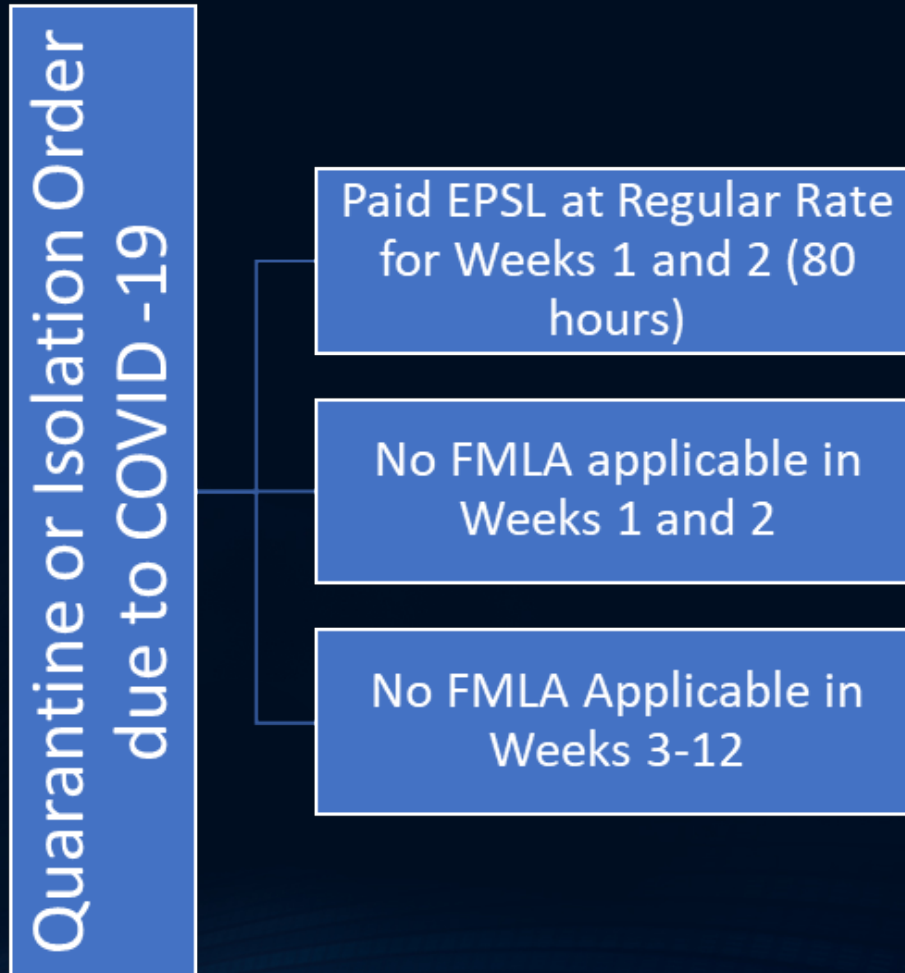 Quarantine or Isolation Order
due to COVID -19
Paid EPSL at Regular Rate
for Weeks 1 and 2 (80
hours)
No FMLA applicable in
Weeks 1 and 2
No FMLA Applicable in
Weeks 3-12